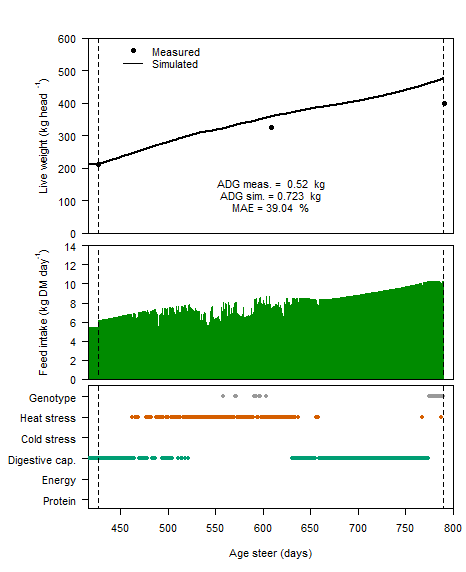 600
500
400
300
200
100
0
Live weight (kg head ⁻¹)
Measured
Simulated
ADG meas. = 0.52 kg
ADG sim. = 0.723 kg
MAE = 39.04 %
14
12
10
8
6
4
2
0
Feed intake (kg DM day⁻¹)
Genotype
Heat stress
Cold stress
Digestive cap.
Energy
Protein
450 500 550 600 650 700 750 800
Age steer (days)